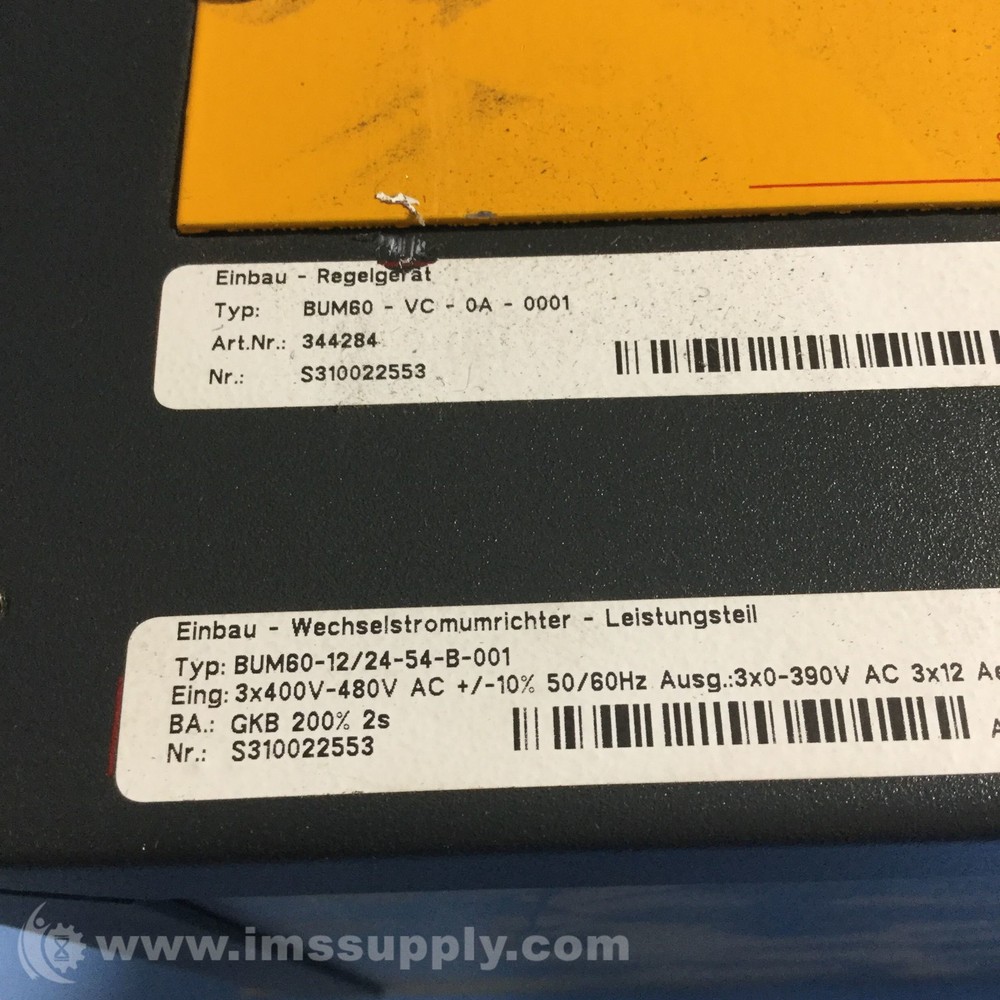 Einbau - Regelgerät
Typ: BUM60 - VC - 0A - 0001
Art.Nr.: 344284
Nr.: S310022553
Einbau - Wechselstromumrichter - Leistungsteil
Typ: BUM60-12/24-54-B-001
Eing: 3x400V-480V AC +/-10% 50/60Hz Ausg.:3x0-390V AC 3x12 Ae
BA.: GKB 200% 2s
Nr.: S310022553
www.imssupply.com